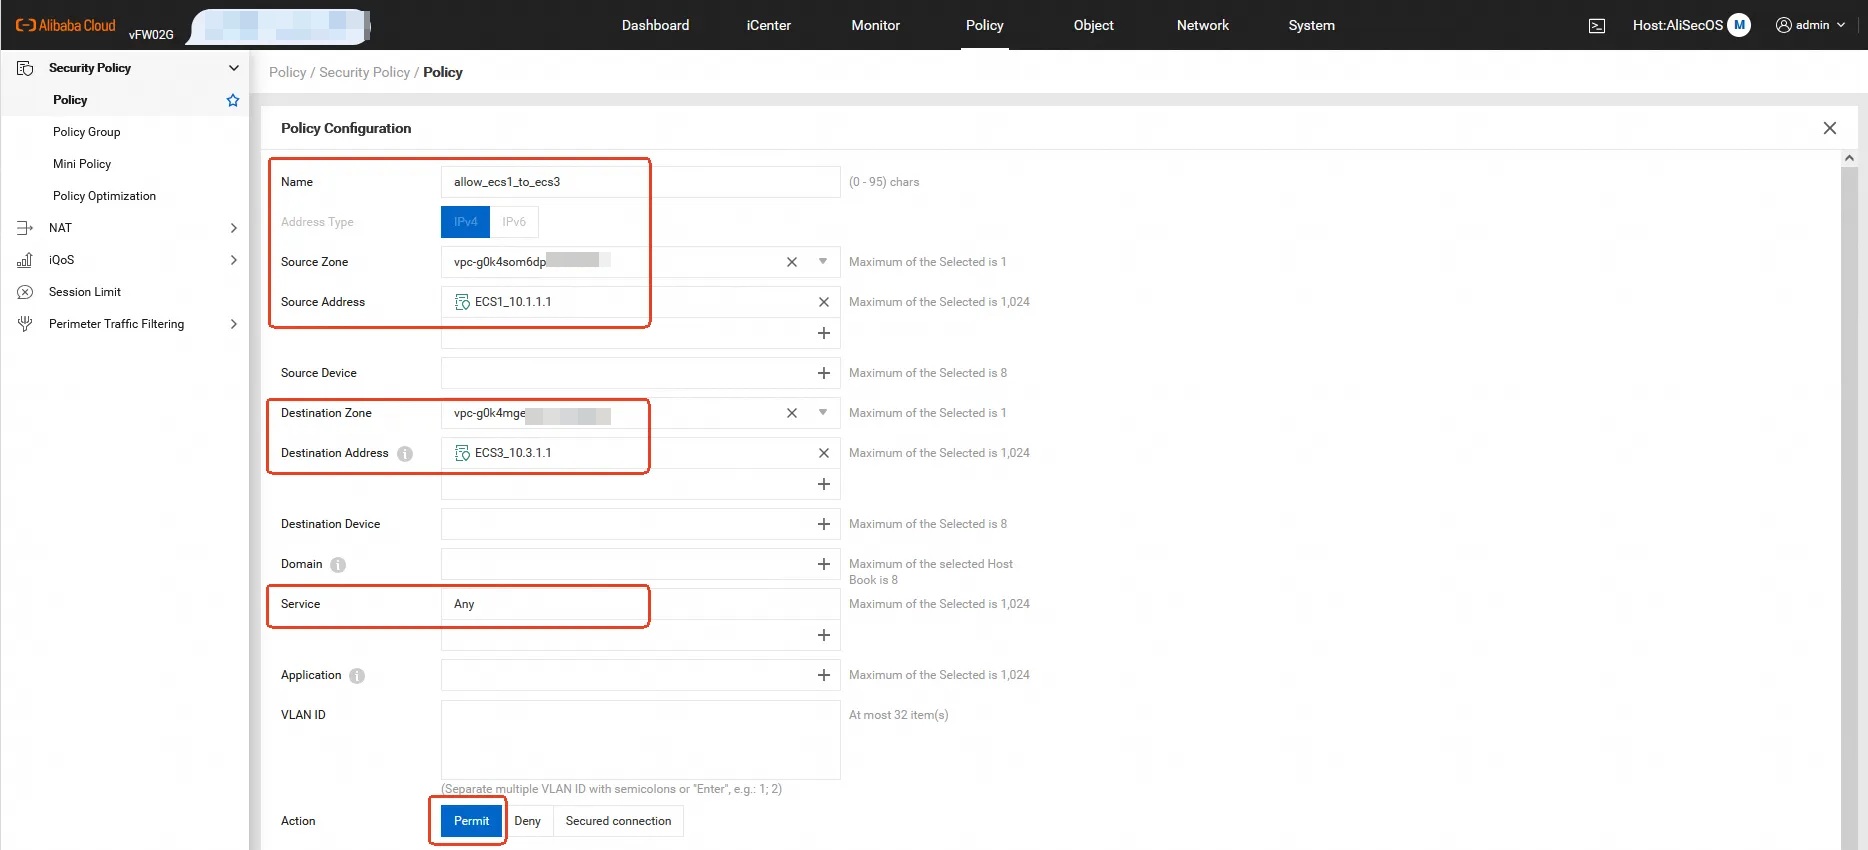 Alibaba Cloud vFW02G Dashboard iCenter Monitor Policy Object Network System Host:AliSecOS M admin
Security Policy
Policy
Policy Group
Mini Policy
Policy Optimization
NAT
iQoS
Session Limit
Perimeter Traffic Filtering
Policy / Security Policy / Policy
Policy Configuration
Name allow_ecs1_to_ecs3 (0 - 95) chars
Address Type IPv4 IPv6
Source Zone vpc-g0k4som6dp Maximum of the Selected is 1
Source Address ECS1_10.1.1.1 Maximum of the Selected is 1,024
Source Device Maximum of the Selected is 8
Destination Zone vpc-g0k4mge Maximum of the Selected is 1
Destination Address ECS3_10.3.1.1 Maximum of the Selected is 1,024
Destination Device Maximum of the Selected is 8
Domain Maximum of the selected Host
Book is 8
Service Any Maximum of the Selected is 1,024
Application Maximum of the Selected is 1,024
VLAN ID At most 32 item(s)
(Separate multiple VLAN ID with semicolons or "Enter", e.g.: 1; 2)
Action Permit Deny Secured connection